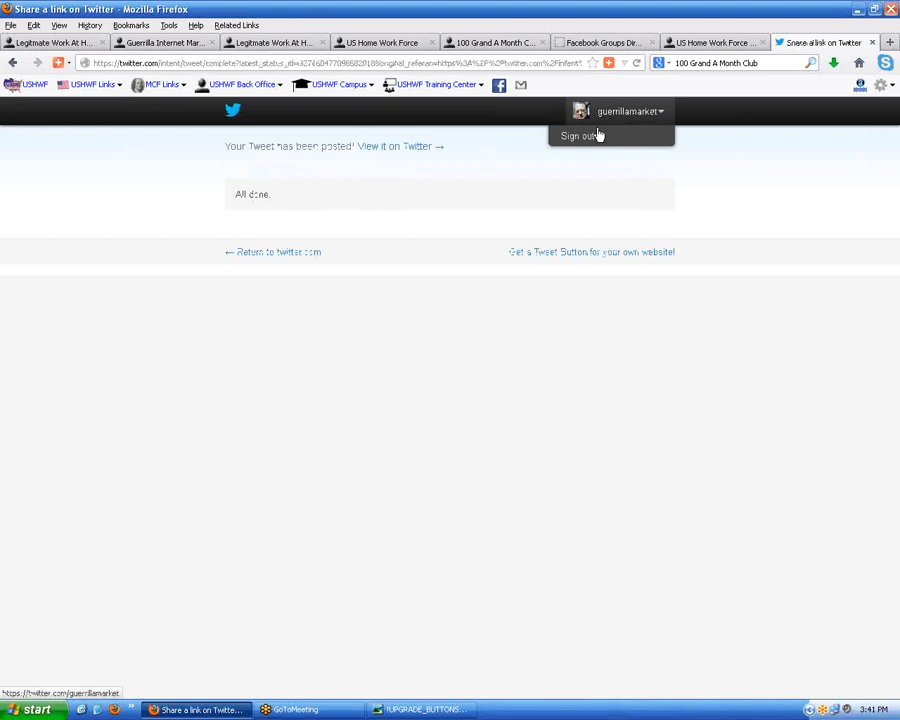 Share a link on Twitter - Mozilla Firefox
File Edit View History Bookmarks Tools Help Related Links
Legitmate Work At H... Guerrilla Internet Mar... Legitmate Work At H... US Home Work Force 100 Grand A Month C... Facebook Groups Dir... US Home Work Force ... Share a link on Twitter
100 Grand A Month Club
USHWF USHWF Links MCF Links USHWF Back Office USHWF Campus USHWF Training Center
guerrillamarket
Sign out
Your Tweet has been posted! View it on Twitter →
All done.
← Return to twitter.com Get a Tweet Button for your own website!
https://twitter.com/guerrillamarket
start Share a link on Twitte... GoToMeeting !UPGRADE_BUTTONS... 3:41 PM